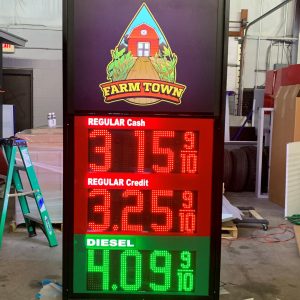 FARM TOWN
REGULAR Cash
3.15 9/10
REGULAR Credit
3.25 9/10
DIESEL
4.09 9/10